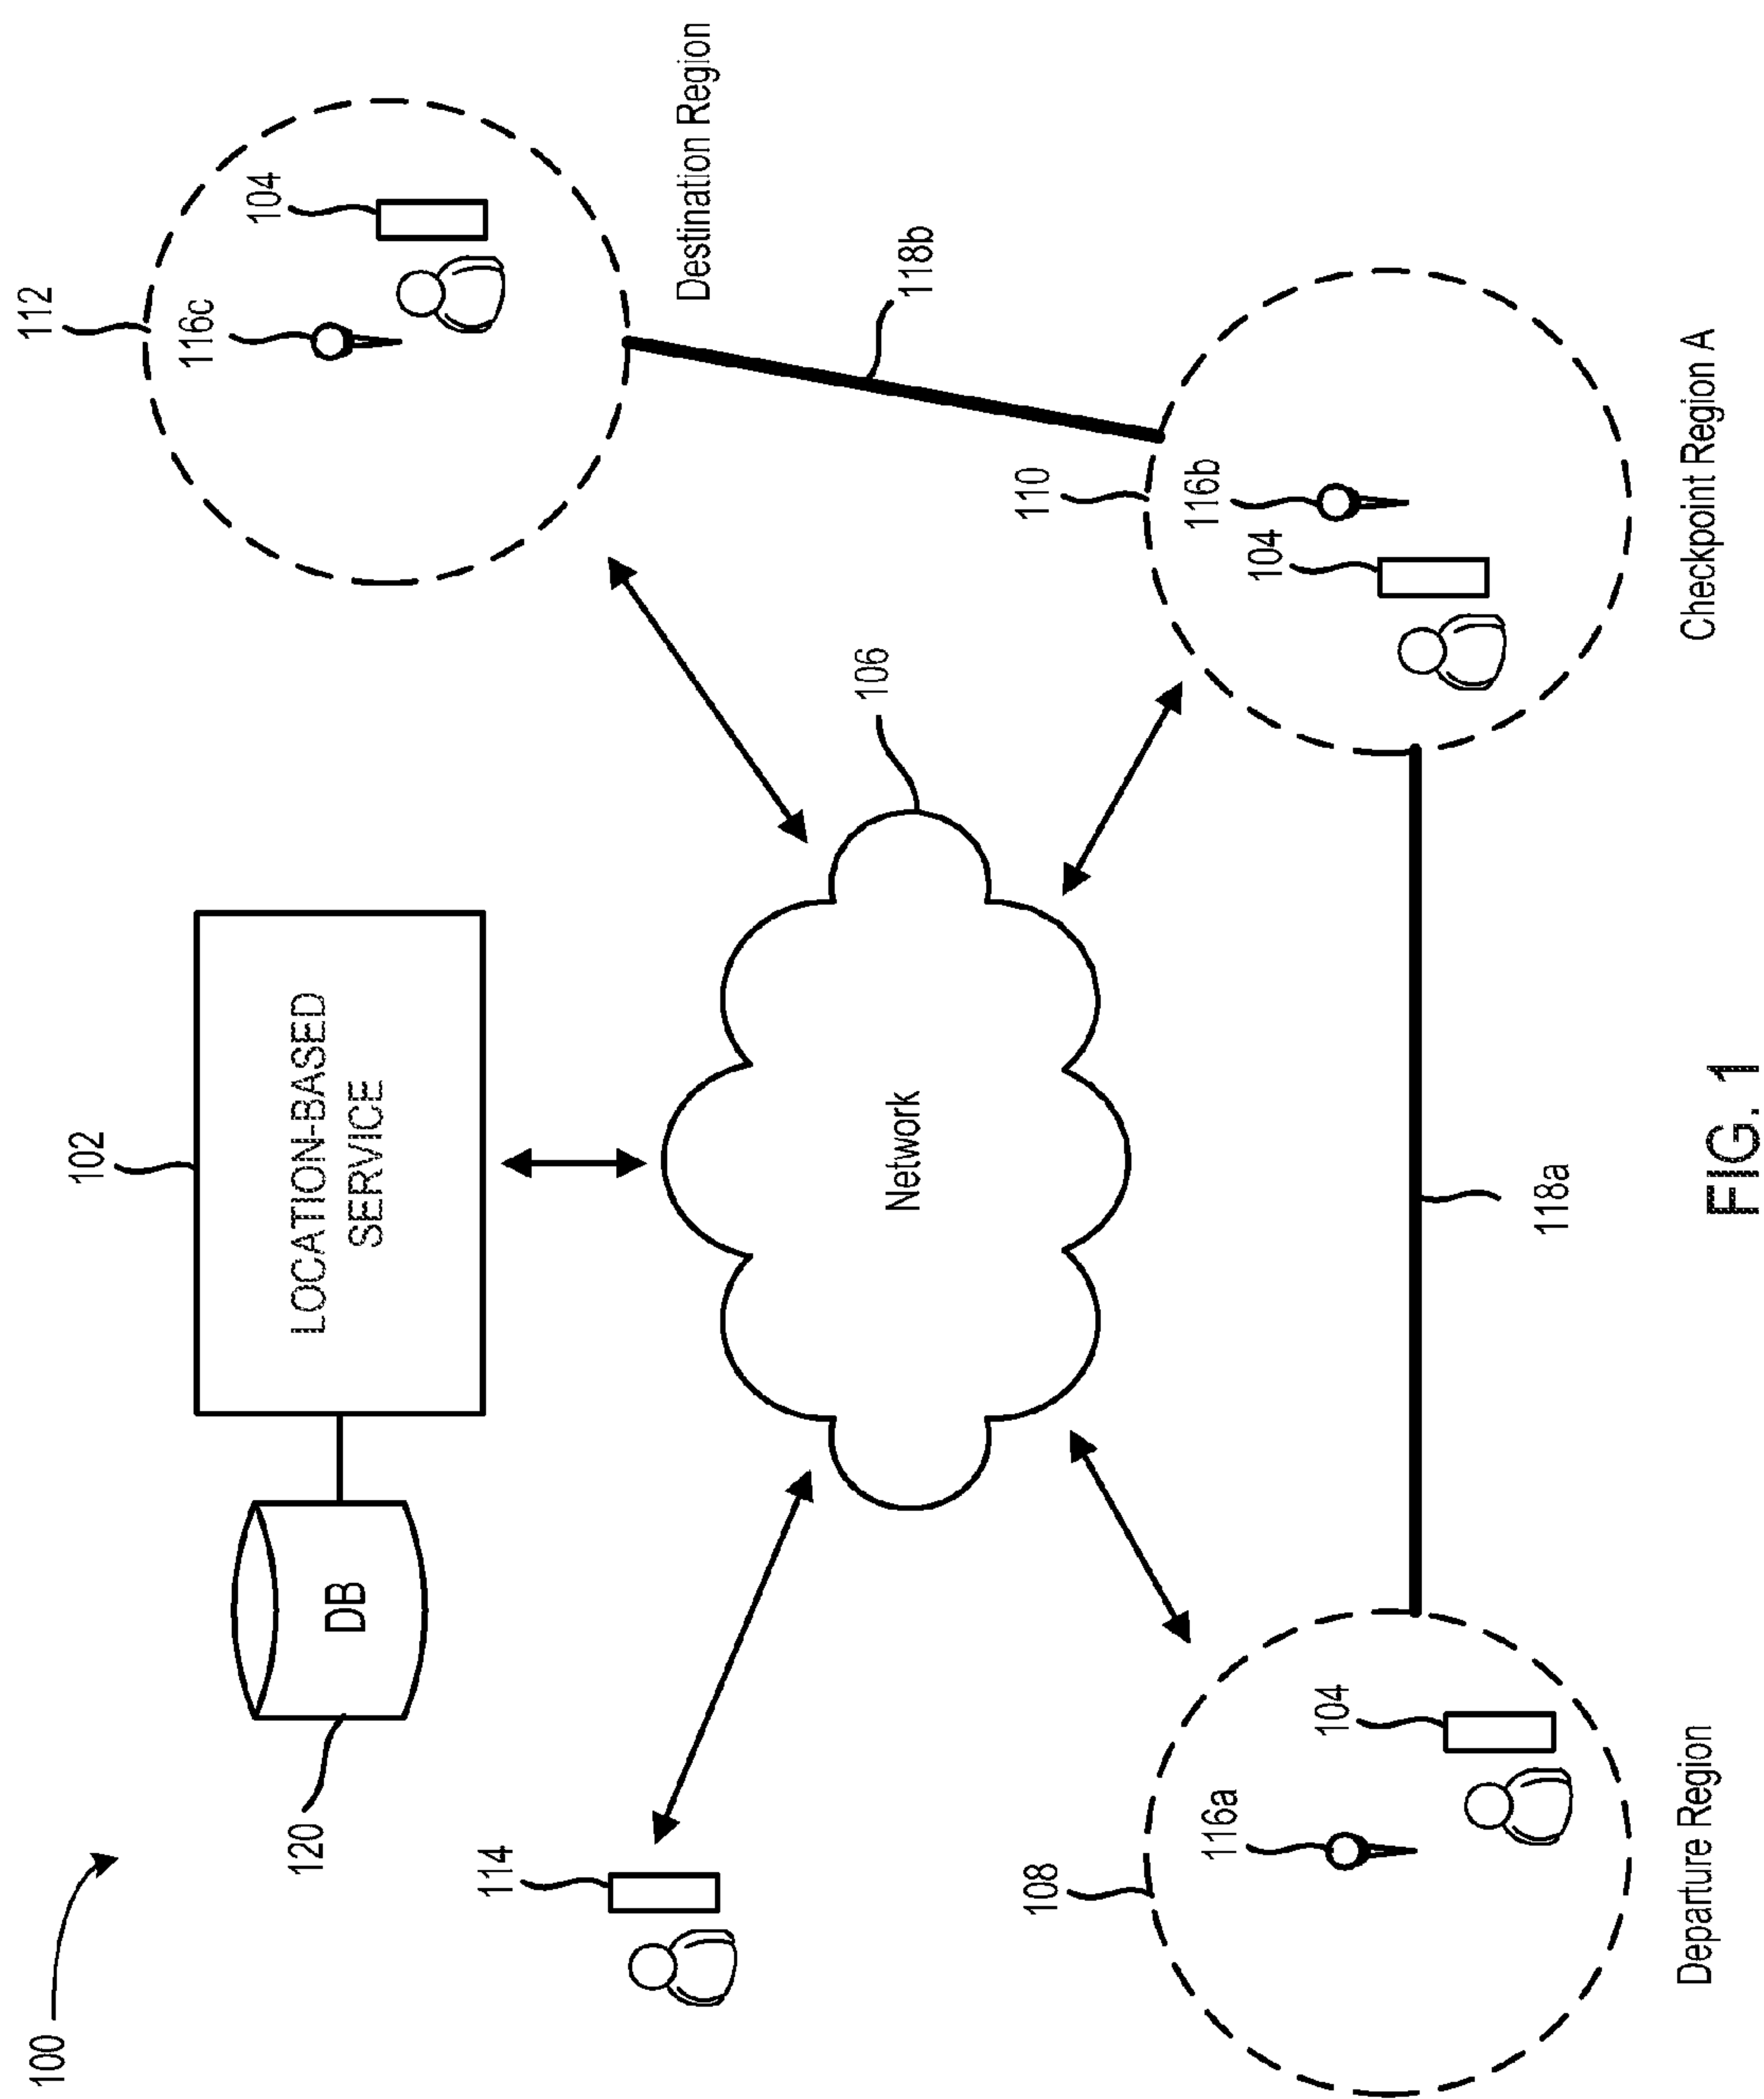 100
120
DB
102
LOCATION-BASED
SERVICE
112
116c
104
Destination Region
114
Network
106
118b
108
116a
104
Departure Region
110
116b
104
Checkpoint Region A
118a
FIG. 1